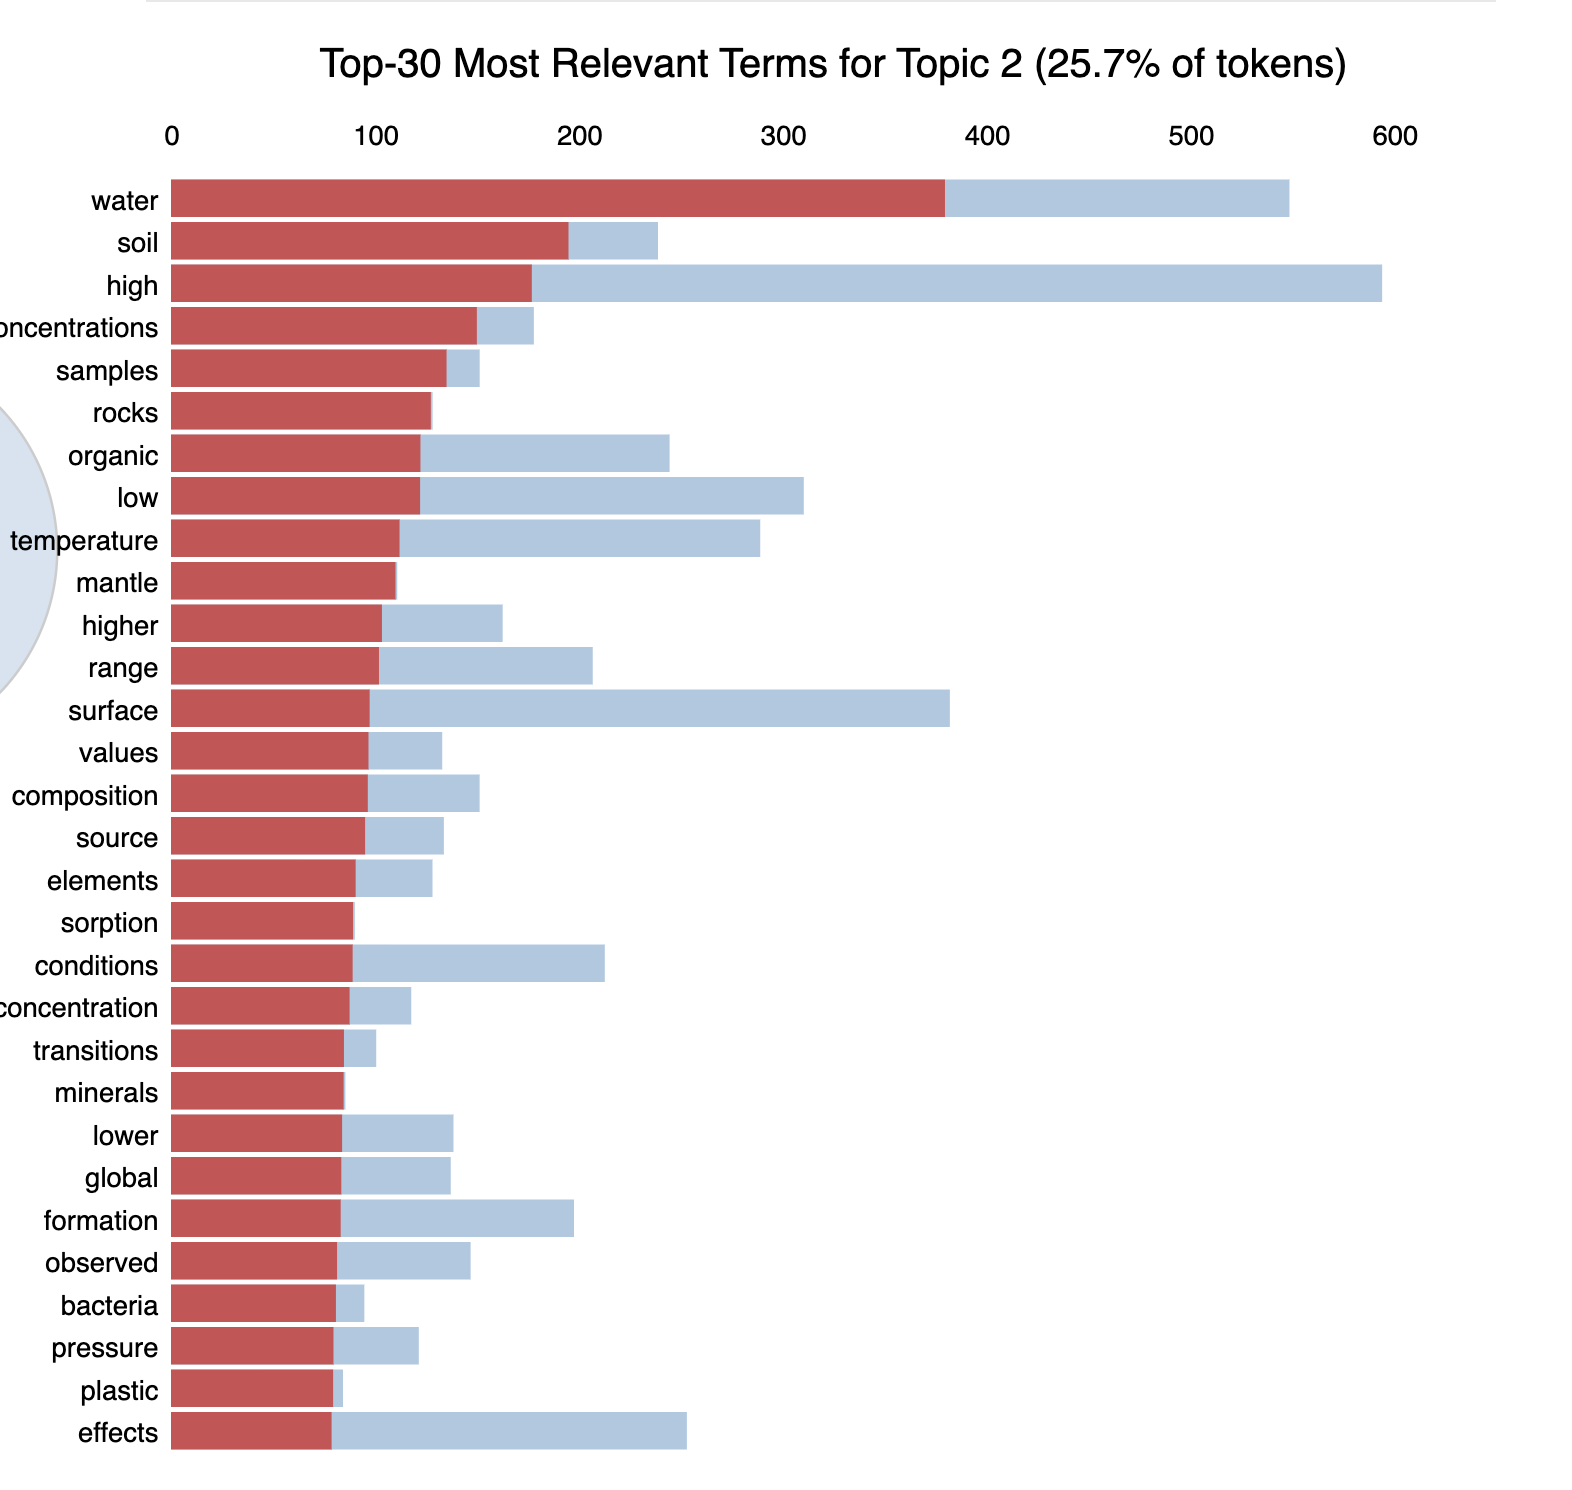 Top-30 Most Relevant Terms for Topic 2 (25.7% of tokens)
0 100 200 300 400 500 600
water
soil
high
oncentrations
samples
rocks
organic
low
temperature
mantle
higher
range
surface
values
composition
source
elements
sorption
conditions
concentration
transitions
minerals
lower
global
formation
observed
bacteria
pressure
plastic
effects